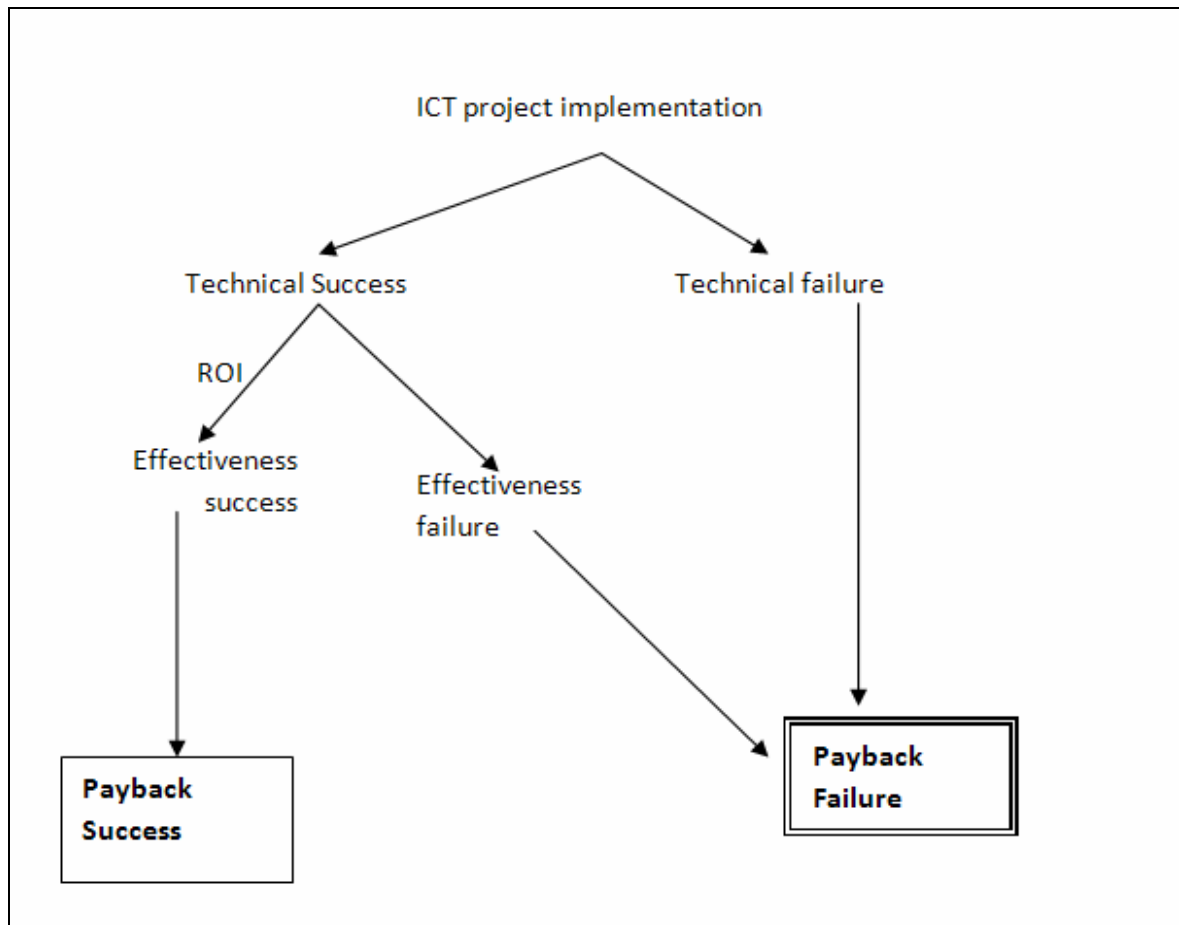 ICT project implementation
Technical Success
Technical failure
ROI
Effectiveness
success
Effectiveness
failure
Payback
Success
Payback
Failure